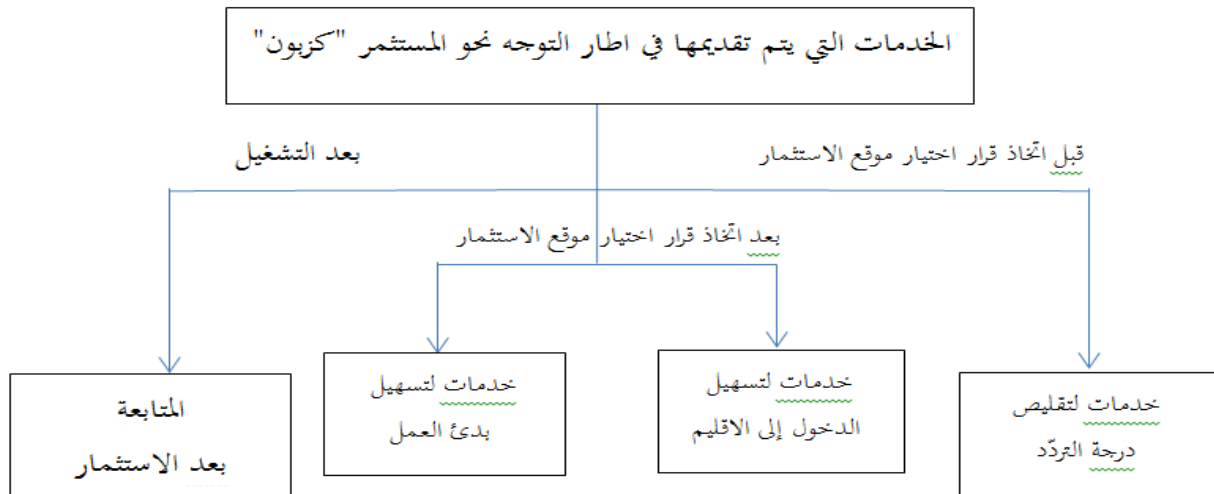 الخدمات التي يتم تقديمها في اطار التوجه نحو المستثمر "كزبون"
قبل اتخاذ قرار اختيار موقع الاستثمار
بعد التشغيل
بعد اتخاذ قرار اختيار موقع الاستثمار
خدمات لتقليص
درجة التردّد
خدمات لتسهيل
الدخول إلى الاقليم
خدمات لتسهيل
بدئ العمل
المتابعة
بعد الاستثمار